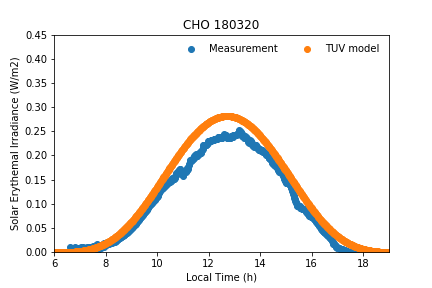 CHO 180320
Measurement TUV model
Solar Erythemal Irradiance (W/m2)
0.45
0.40
0.35
0.30
0.25
0.20
0.15
0.10
0.05
0.00
6 8 10 12 14 16 18
Local Time (h)